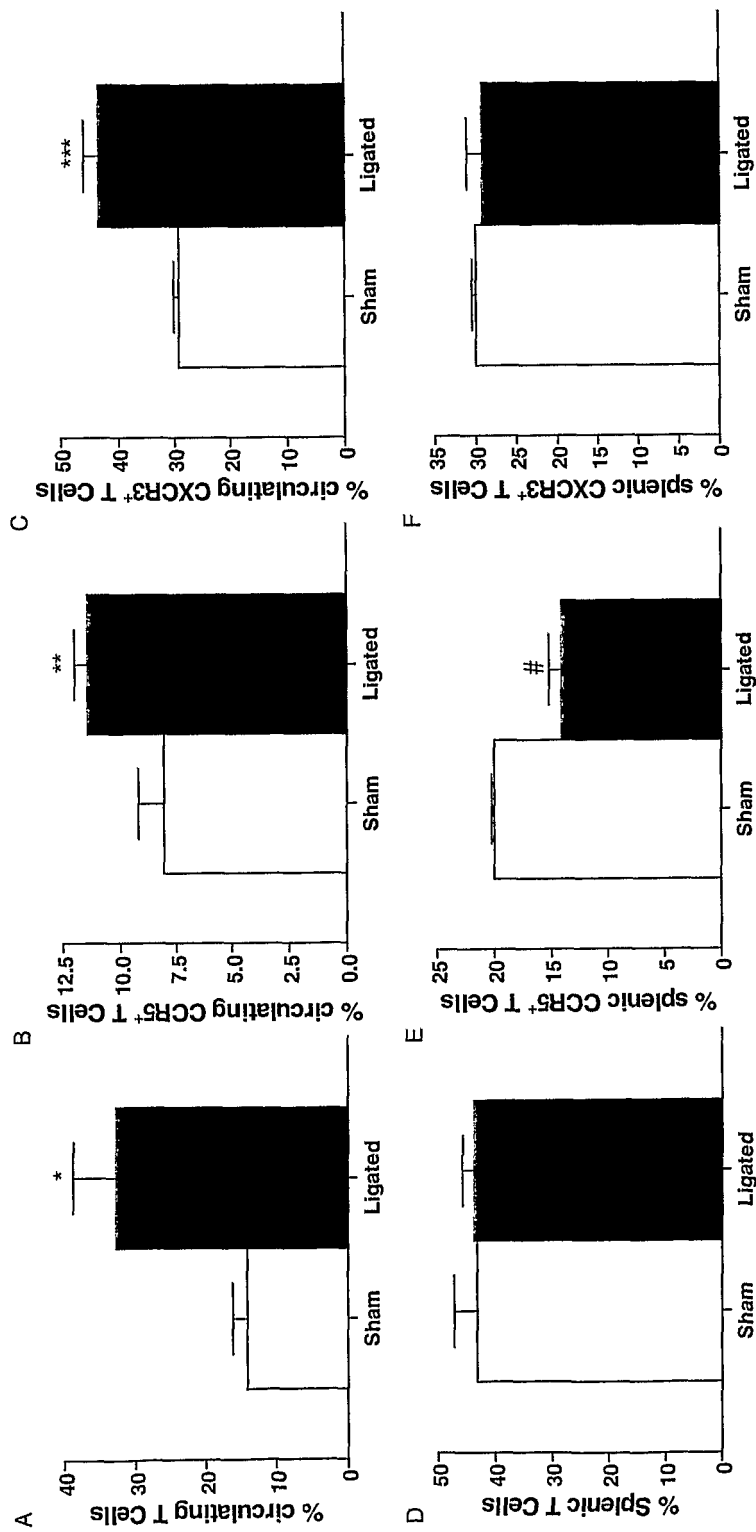 A
% circulating T Cells
40
30
20
10
0
*
Sham
Ligated
B
% circulating CCR5+ T Cells
12.5
10.0
7.5
5.0
2.5
0.0
**
Sham
Ligated
C
% circulating CXCR3+ T Cells
50
40
30
20
10
0
***
Sham
Ligated
D
% Splenic T Cells
50
40
30
20
10
0
Sham
Ligated
E
% splenic CCR5+ T Cells
25
20
15
10
5
0
#
Sham
Ligated
F
% splenic CXCR3+ T Cells
35
30
25
20
15
10
5
0
Sham
Ligated